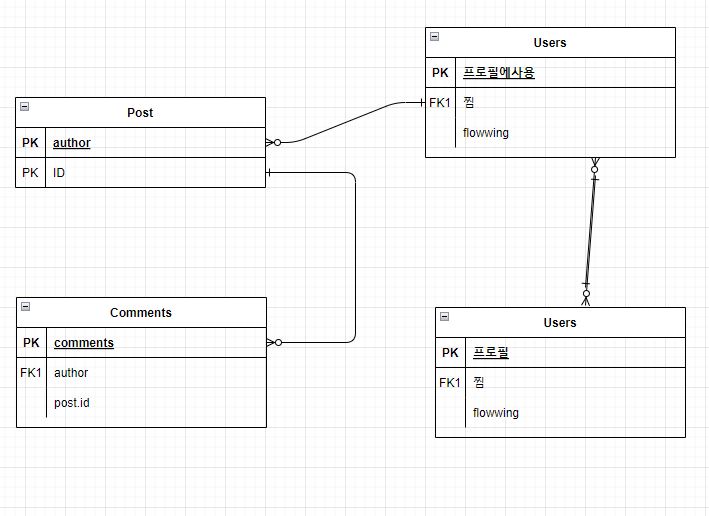 Users
PK 프로필에사용
FK1 찜
flowwing
Post
PK author
PK ID
Comments
PK comments
FK1 author
post.id
Users
PK 프로필
FK1 찜
flowwing